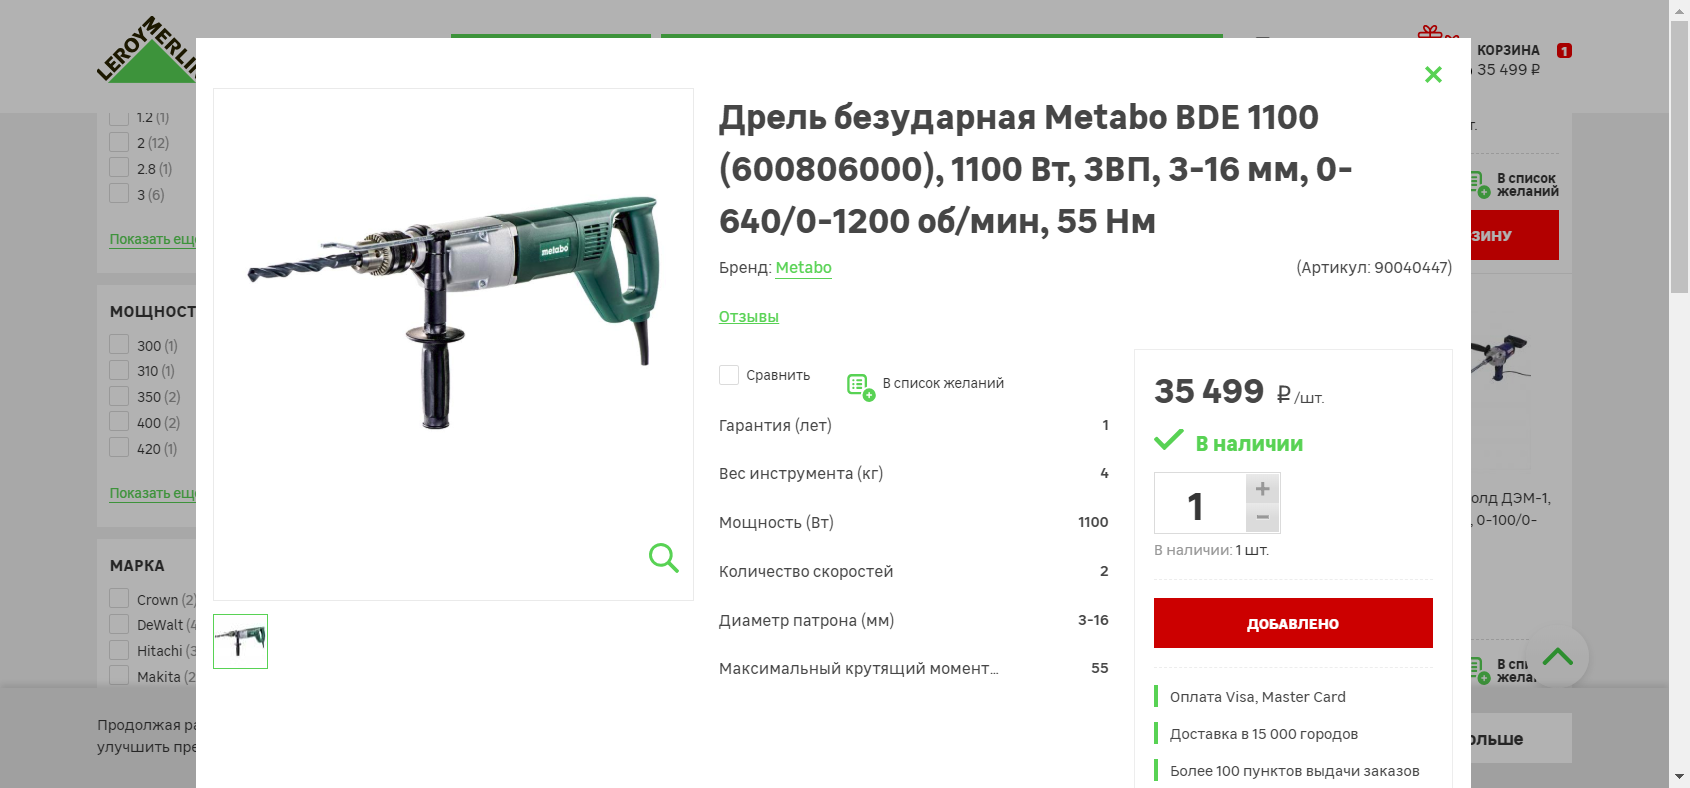 LEROY MERLIN
КОРЗИНА
1
35 499 ₽
1.2 (1)
2 (12)
2.8 (1)
3 (6)
Показать ещё
МОЩНОСТ
300 (1)
310 (1)
350 (2)
400 (2)
420 (1)
Показать ещё
МАРКА
Crown (2)
DeWalt (4
Hitachi (3
Makita (2
Продолжая ра
улучшить пре
metabo
Дрель безударная Metabo BDE 1100
(600806000), 1100 Вт, ЗВП, 3-16 мм, 0-
640/0-1200 об/мин, 55 Нм
Бренд: Metabo
(Артикул: 90040447)
Отзывы
Сравнить
В список желаний
Гарантия (лет) 1
Вес инструмента (кг) 4
Мощность (Вт) 1100
Количество скоростей 2
Диаметр патрона (мм) 3-16
Максимальный крутящий момент... 55
35 499 ₽ /шт.
В наличии
1
+
−
В наличии: 1 шт.
ДОБАВЛЕНО
Оплата Visa, Master Card
Доставка в 15 000 городов
Более 100 пунктов выдачи заказов
т.
В список
желаний
ЗИНУ
олд ДЭМ-1,
, 0-100/0-
В спи
жела
ольше